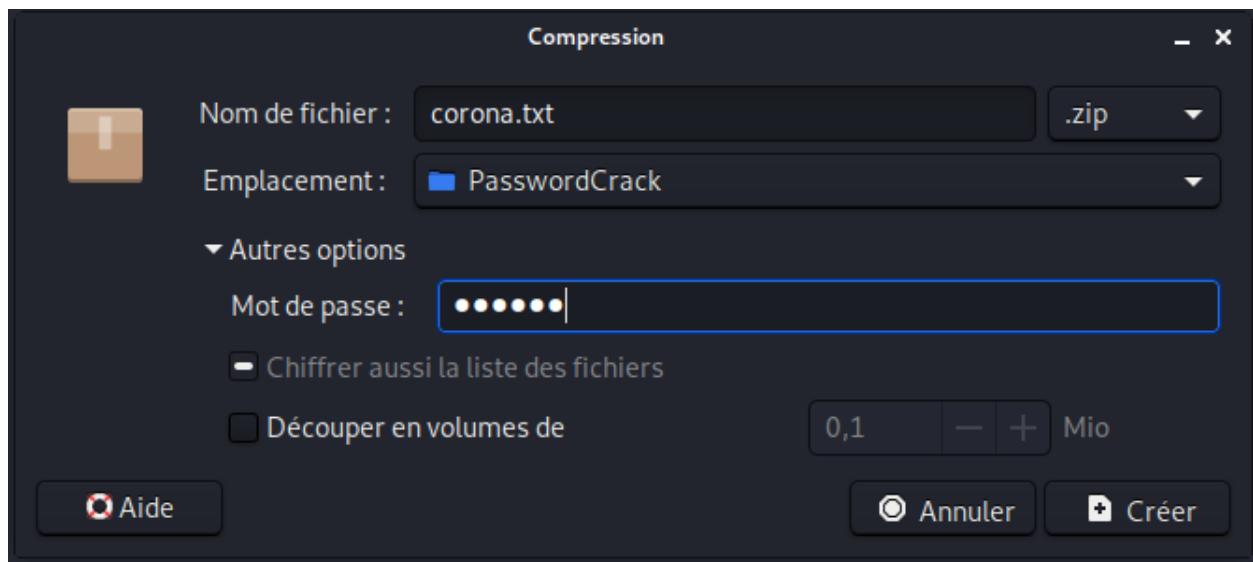 Compression
Nom de fichier : corona.txt .zip
Emplacement : PasswordCrack
Autres options
Mot de passe : ●●●●●●
Chiffrer aussi la liste des fichiers
Découper en volumes de 0,1 Mio
Aide Annuler Créer